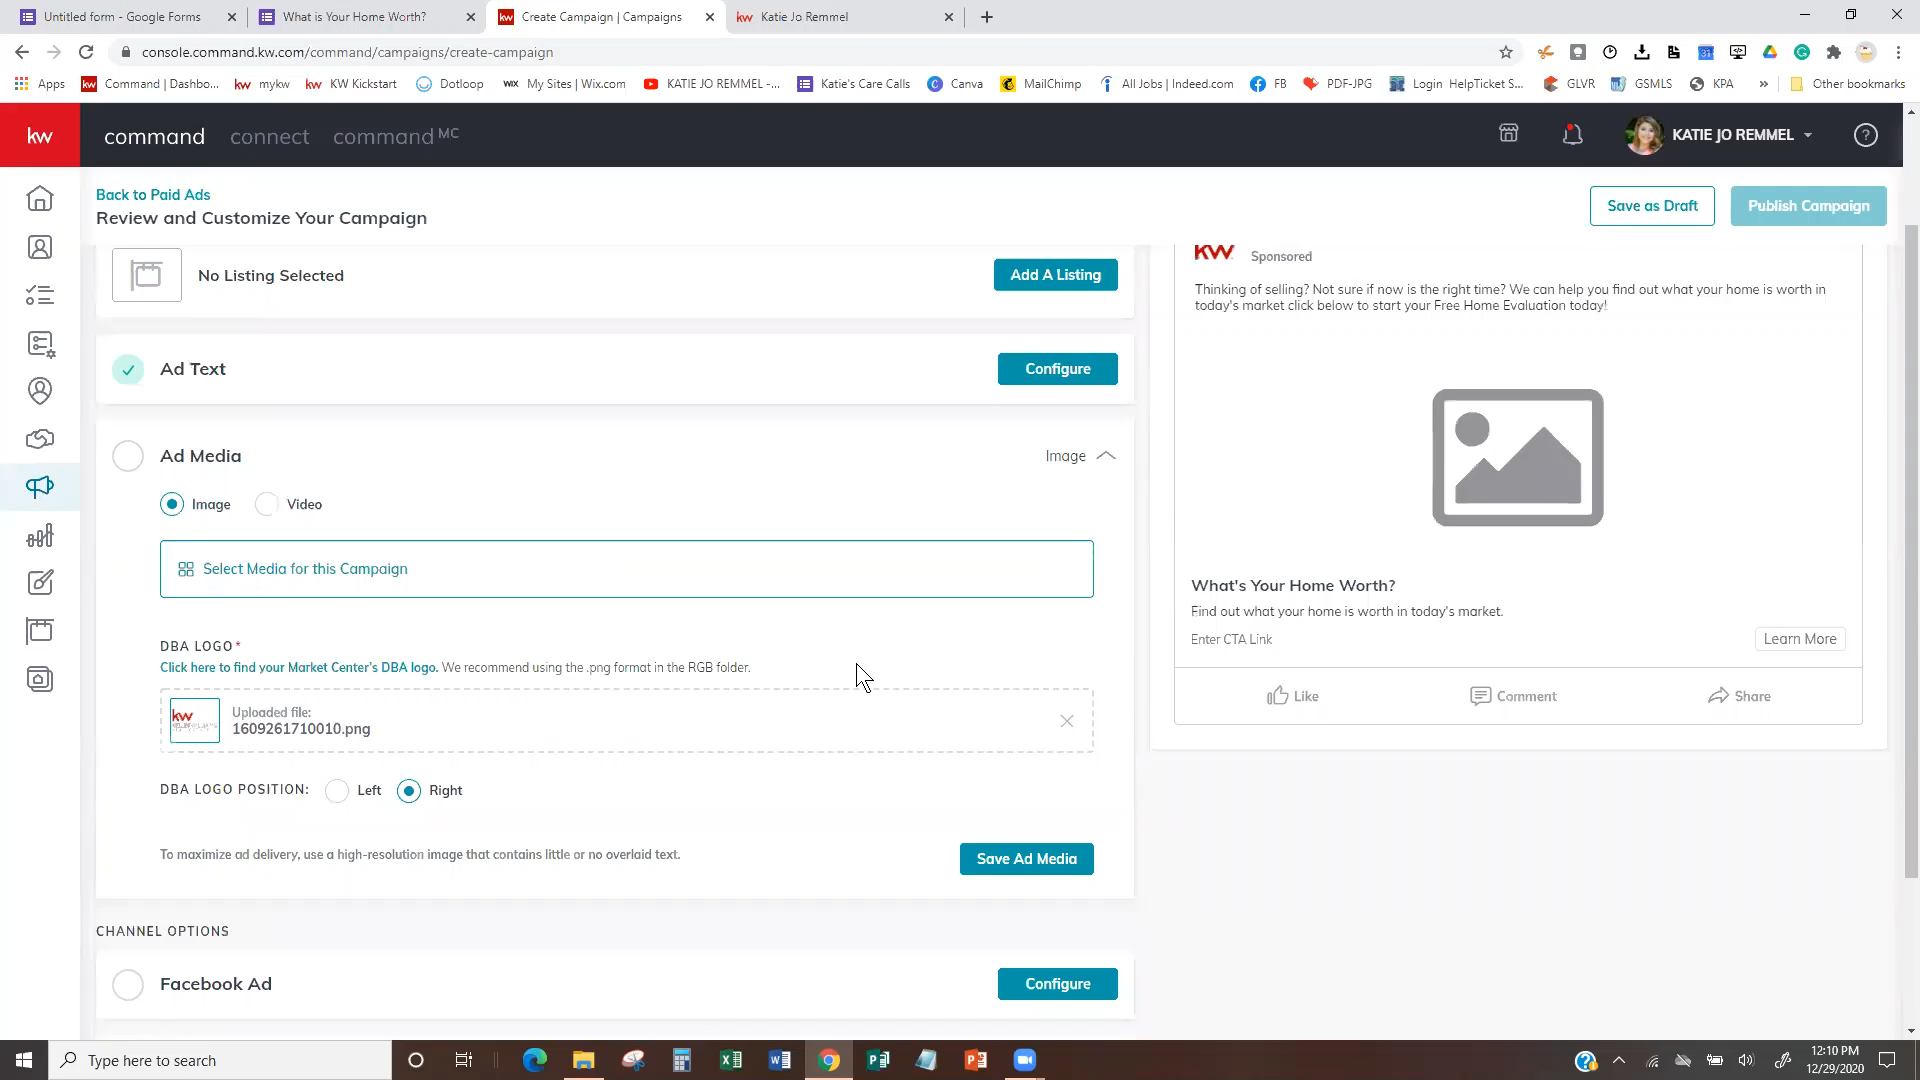 Untitled form - Google Forms
What is Your Home Worth?
kw Create Campaign | Campaigns
kw Katie Jo Remmel
console.command.kw.com/command/campaigns/create-campaign
Apps
kw Command | Dashbo...
kw mykw
kw KW Kickstart
Dotloop
WIX My Sites | Wix.com
KATIE JO REMMEL -...
Katie's Care Calls
Canva
MailChimp
All Jobs | Indeed.com
FB
PDF-JPG
Login HelpTicket S...
GLVR
GSMLS
KPA
Other bookmarks
kw
command
connect
command MC
KATIE JO REMMEL
Back to Paid Ads
Review and Customize Your Campaign
Save as Draft
Publish Campaign
No Listing Selected
Add A Listing
Ad Text
Configure
Ad Media
Image
Image
Video
Select Media for this Campaign
DBA LOGO*
Click here to find your Market Center's DBA logo. We recommend using the .png format in the RGB folder.
kw
Uploaded file:
1609261710010.png
DBA LOGO POSITION:
Left
Right
To maximize ad delivery, use a high-resolution image that contains little or no overlaid text.
Save Ad Media
CHANNEL OPTIONS
Facebook Ad
Configure
kw
Sponsored
Thinking of selling? Not sure if now is the right time? We can help you find out what your home is worth in
today's market click below to start your Free Home Evaluation today!
What's Your Home Worth?
Find out what your home is worth in today's market.
Enter CTA Link
Learn More
Like
Comment
Share
Type here to search
12:10 PM
12/29/2020